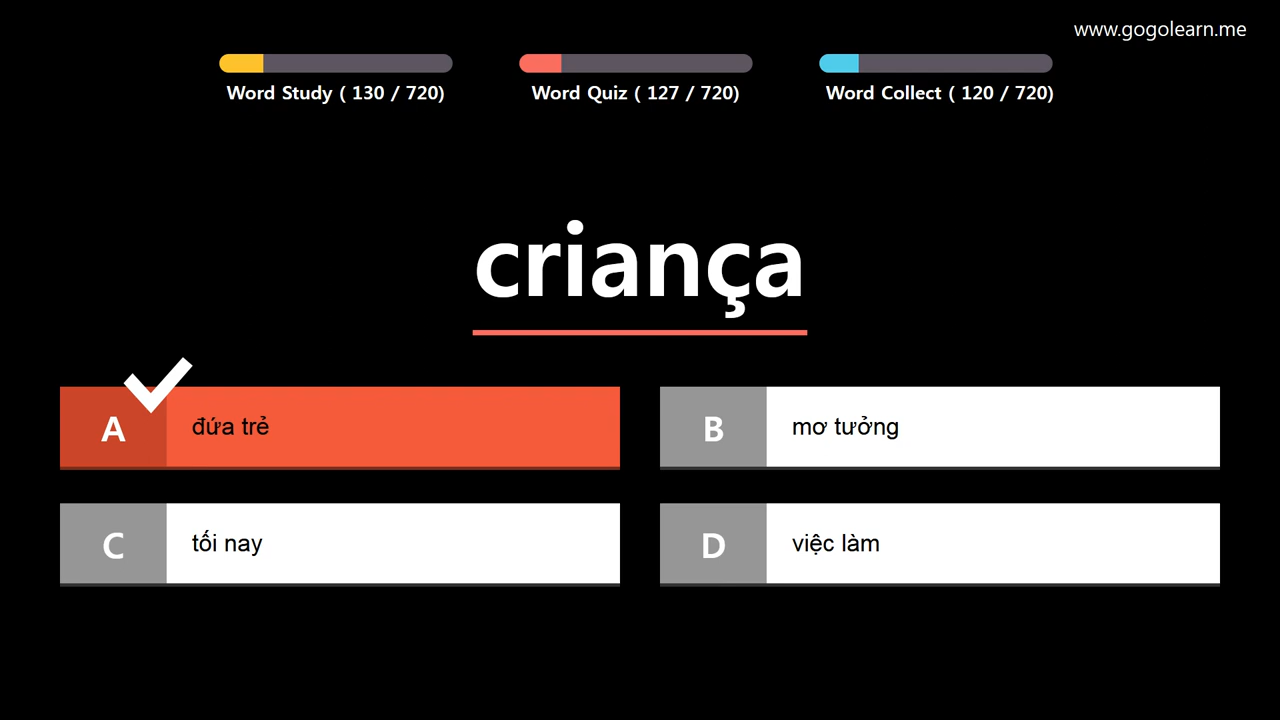 www.gogolearn.me
Word Study ( 130 / 720)
Word Quiz ( 127 / 720)
Word Collect ( 120 / 720)
criança
A
đứa trẻ
B
mơ tưởng
C
tối nay
D
việc làm